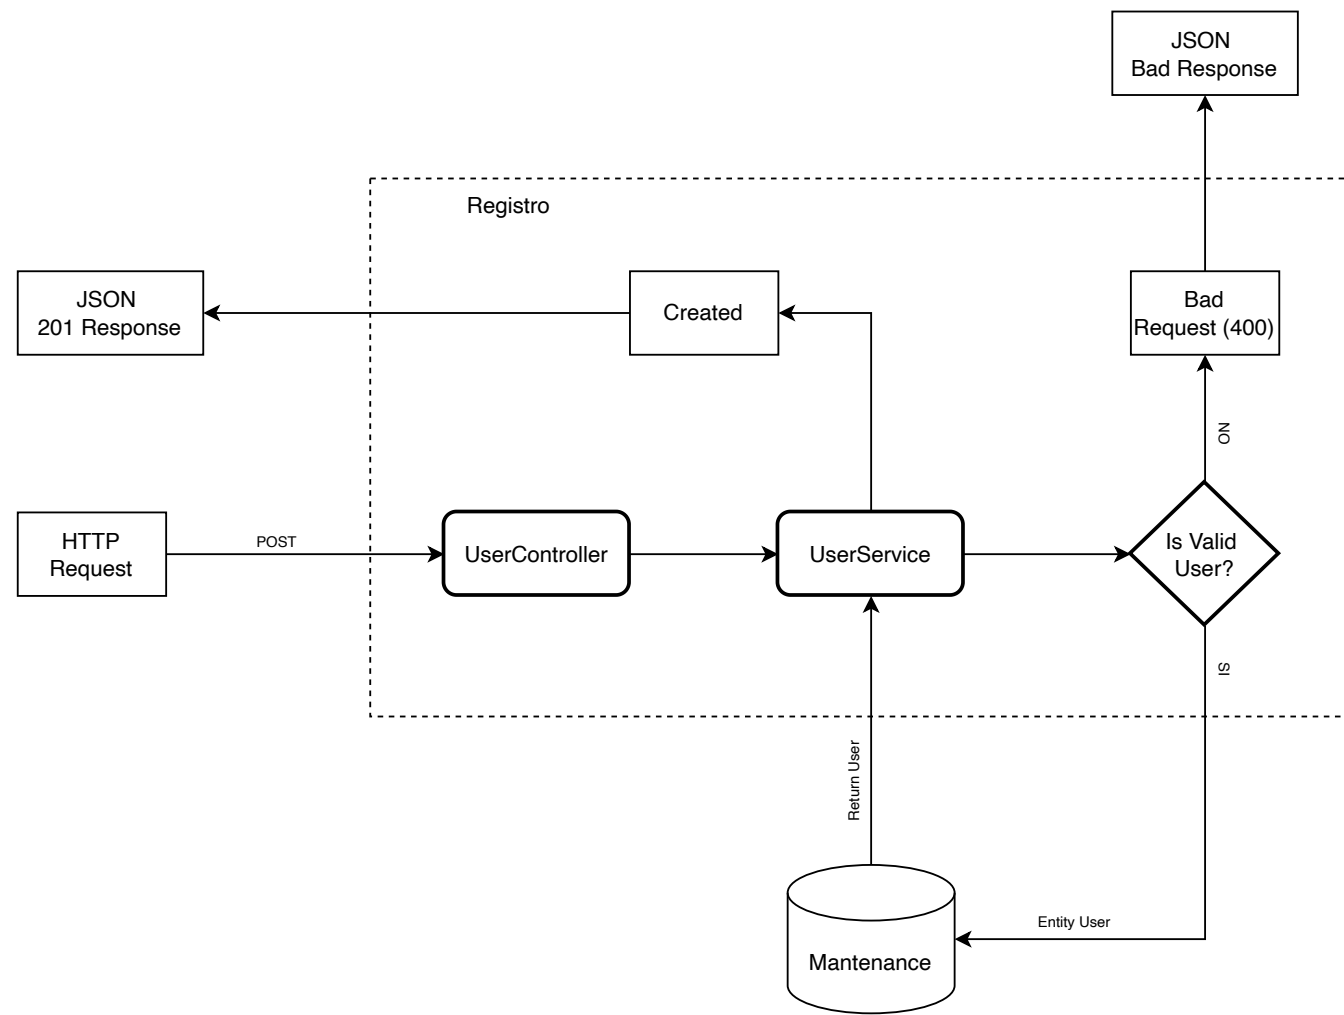 JSON
Bad Response
Registro
JSON
201 Response
Created
Bad
Request (400)
NO
HTTP
Request
POST
UserController
UserService
Is Valid
User?
SI
Return User
Entity User
Mantenance